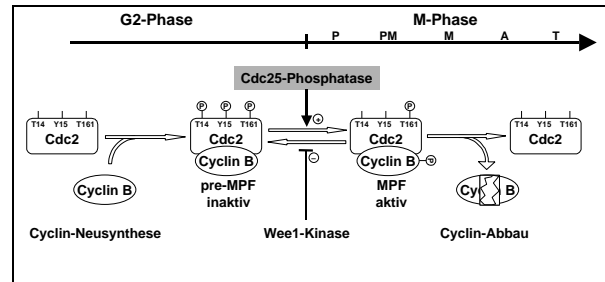 G2-Phase M-Phase
P PM M A T
Cdc25-Phosphatase
P P P P
T14 Y15 T161 T14 Y15 T161 T14 Y15 T161 T14 Y15 T161
Cdc2 Cdc2 Cdc2 Cdc2
+
−
Cyclin B Cyclin B Cyclin B P Cy B
pre-MPF MPF
inaktiv aktiv
Cyclin-Neusynthese Wee1-Kinase Cyclin-Abbau